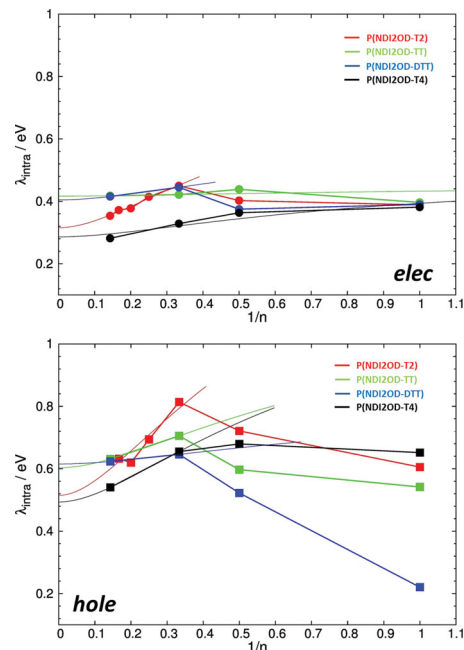 1
P(NDI2OD-T2)
P(NDI2OD-TT)
P(NDI2OD-DTT)
P(NDI2OD-T4)
0.8
0.6
λintra / eV
0.4
0.2
elec
0 0.1 0.2 0.3 0.4 0.5 0.6 0.7 0.8 0.9 1 1.1
1/n
1
P(NDI2OD-T2)
P(NDI2OD-TT)
P(NDI2OD-DTT)
P(NDI2OD-T4)
0.8
λintra / eV
0.6
0.4
0.2
hole
0 0.1 0.2 0.3 0.4 0.5 0.6 0.7 0.8 0.9 1 1.1
1/n